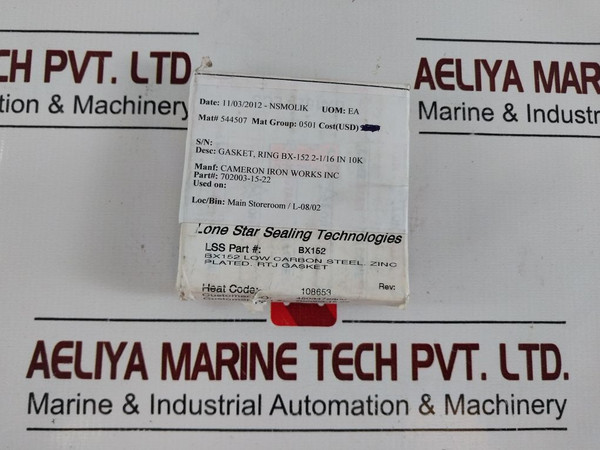 CH PVT. LTD
tion & Machinery
AELIYA MARINE
Marine & Industri
Date: 11/03/2012 - NSMOLIK UOM: EA
Mat# 544507 Mat Group: 0501 Cost(USD)
S/N:
Desc: GASKET, RING BX-152 2-1/16 IN 10K
Manf: CAMERON IRON WORKS INC
Part#: 702003-15-22
Used on:
Loc/Bin: Main Storeroom / L-08/02
Lone Star Sealing Technologies
LSS Part #: BX152
BX152 LOW CARBON STEEL, ZINC
PLATED, RTJ GASKET
Heat Code: 108653 Rev:
Customer
AELIYA MARINE TECH PVT. LTD.
Marine & Industrial Automation & Machinery